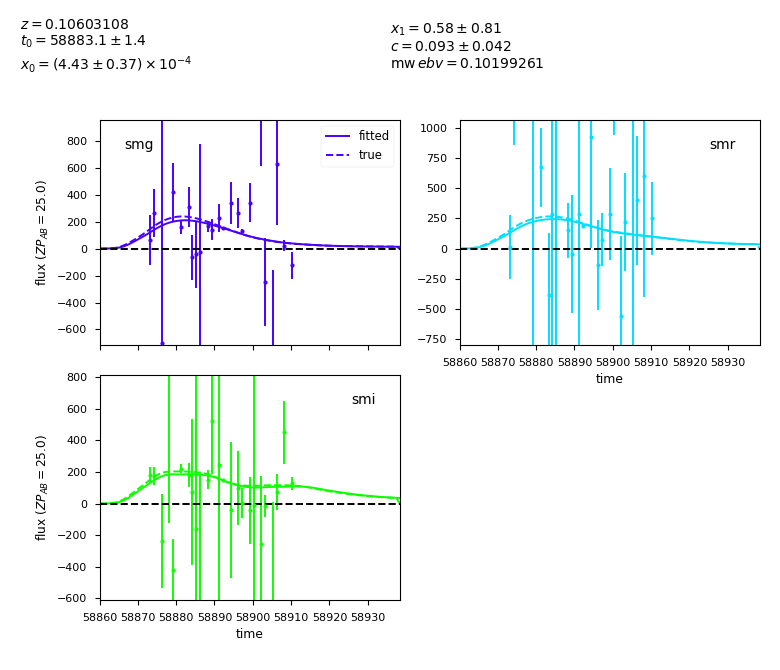 z = 0.10603108
t₀ = 58883.1 ± 1.4
x₀ = (4.43 ± 0.37) × 10⁻⁴
x₁ = 0.58 ± 0.81
c = 0.093 ± 0.042
mw ebv = 0.10199261
smg
fitted
true
800
600
400
200
0
−200
−400
−600
flux (ZP_AB = 25.0)
smr
1000
750
500
250
0
−250
−500
−750
58860 58870 58880 58890 58900 58910 58920 58930
time
smi
800
600
400
200
0
−200
−400
−600
flux (ZP_AB = 25.0)
58860 58870 58880 58890 58900 58910 58920 58930
time